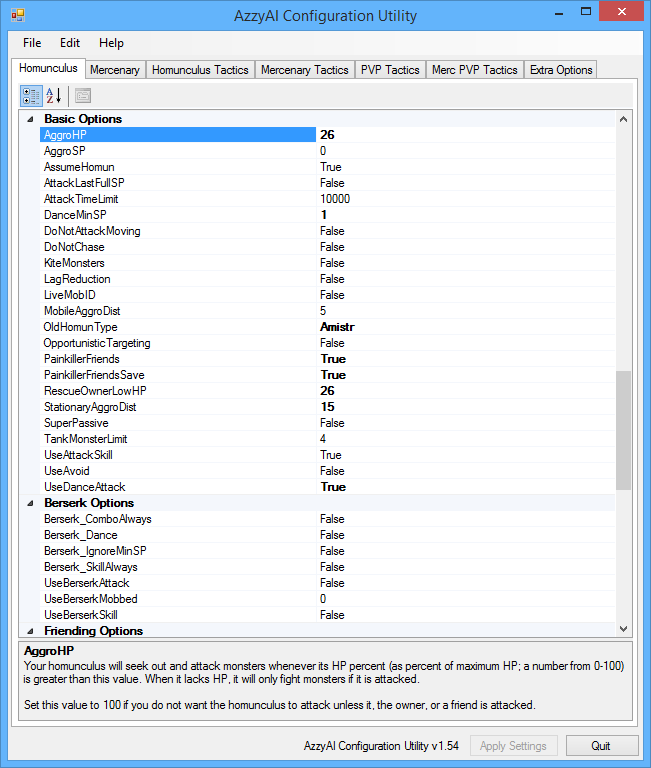 AzzyAI Configuration Utility
File Edit Help
Homunculus Mercenary Homunculus Tactics Mercenary Tactics PVP Tactics Merc PVP Tactics Extra Options
Basic Options
AggroHP 26
AggroSP 0
AssumeHomun True
AttackLastFullSP False
AttackTimeLimit 10000
DanceMinSP 1
DoNotAttackMoving False
DoNotChase False
KiteMonsters False
LagReduction False
LiveMobID False
MobileAggroDist 5
OldHomunType Amistr
OpportunisticTargeting False
PainkillerFriends True
PainkillerFriendsSave True
RescueOwnerLowHP 26
StationaryAggroDist 15
SuperPassive False
TankMonsterLimit 4
UseAttackSkill True
UseAvoid False
UseDanceAttack True
Berserk Options
Berserk_ComboAlways False
Berserk_Dance False
Berserk_IgnoreMinSP False
Berserk_SkillAlways False
UseBerserkAttack False
UseBerserkMobbed 0
UseBerserkSkill False
Friending Options
AggroHP
Your homunculus will seek out and attack monsters whenever its HP percent (as percent of maximum HP; a number from 0-100)
is greater than this value. When it lacks HP, it will only fight monsters if it is attacked.
Set this value to 100 if you do not want the homunculus to attack unless it, the owner, or a friend is attacked.
AzzyAI Configuration Utility v1.54 Apply Settings Quit